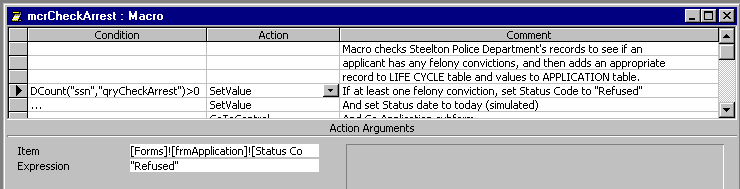 mcrCheckArrest : Macro
Condition Action Comment
Macro checks Steelton Police Department's records to see if an
applicant has any felony convictions, and then adds an appropriate
record to LIFE CYCLE table and values to APPLICATION table.
DCount("ssn","qryCheckArrest")>0 SetValue If at least one felony conviction, set Status Code to "Refused"
... SetValue And set Status date to today (simulated)
Action Arguments
Item [Forms]![frmApplication]![Status Co
Expression "Refused"